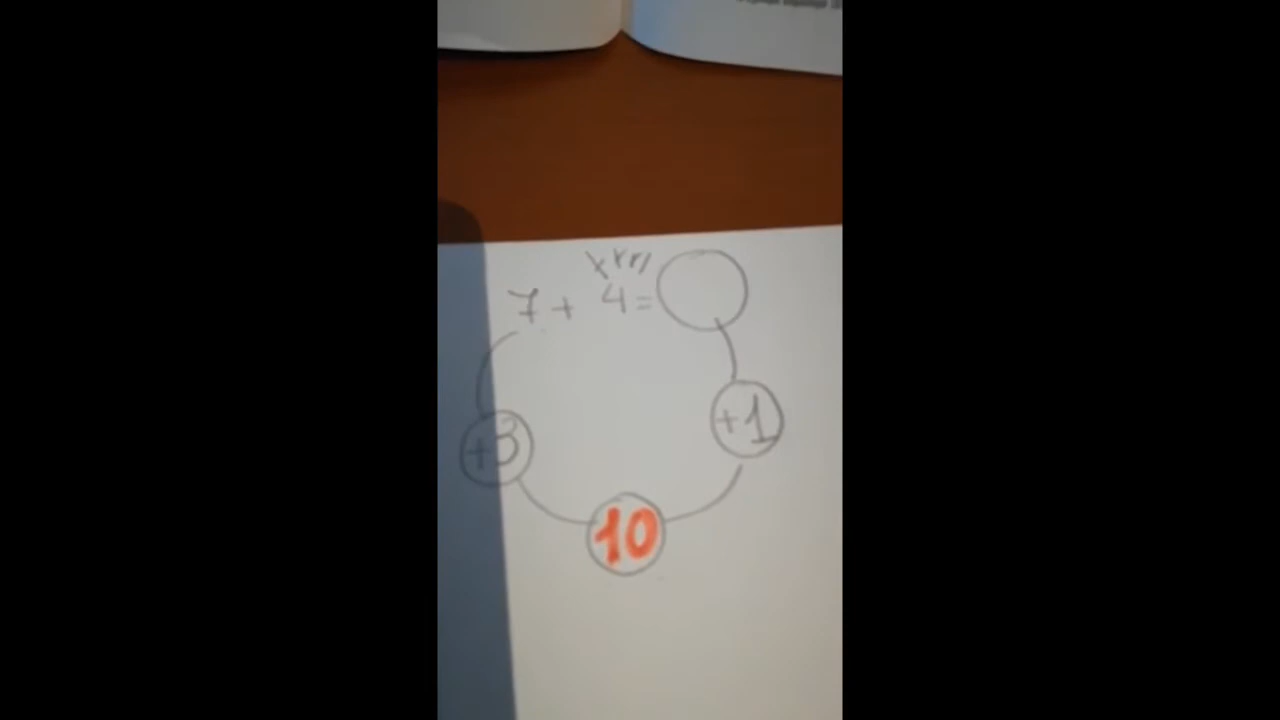 7 + 4 =
+3
+1
10